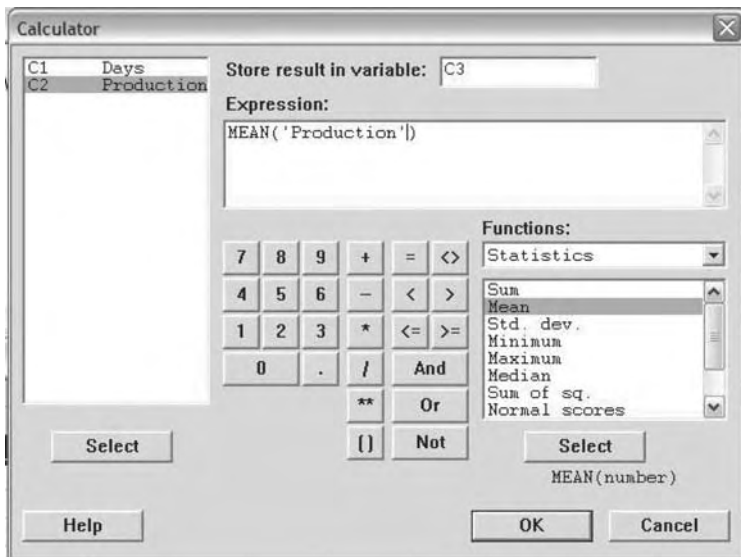 Calculator
C1 Days
C2 Production
Store result in variable: C3
Expression:
MEAN('Production')
Functions:
Statistics
7 8 9 + = <>
4 5 6 - < >
1 2 3 * <= >=
0 . / And
** Or
() Not
Sum
Mean
Std. dev.
Minimum
Maximum
Median
Sum of sq.
Normal scores
Select
Select
MEAN(number)
Help
OK
Cancel